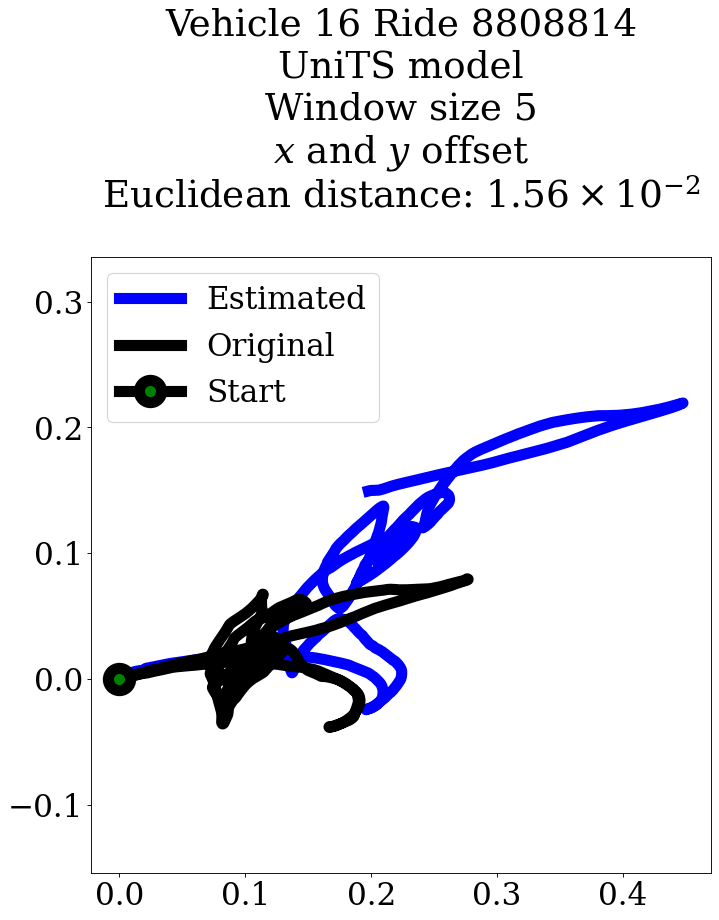 Vehicle 16 Ride 8808814
UniTS model
Window size 5
x and y offset
Euclidean distance: 1.56 × 10⁻²
Estimated
Original
Start
0.3
0.2
0.1
0.0
−0.1
0.0 0.1 0.2 0.3 0.4